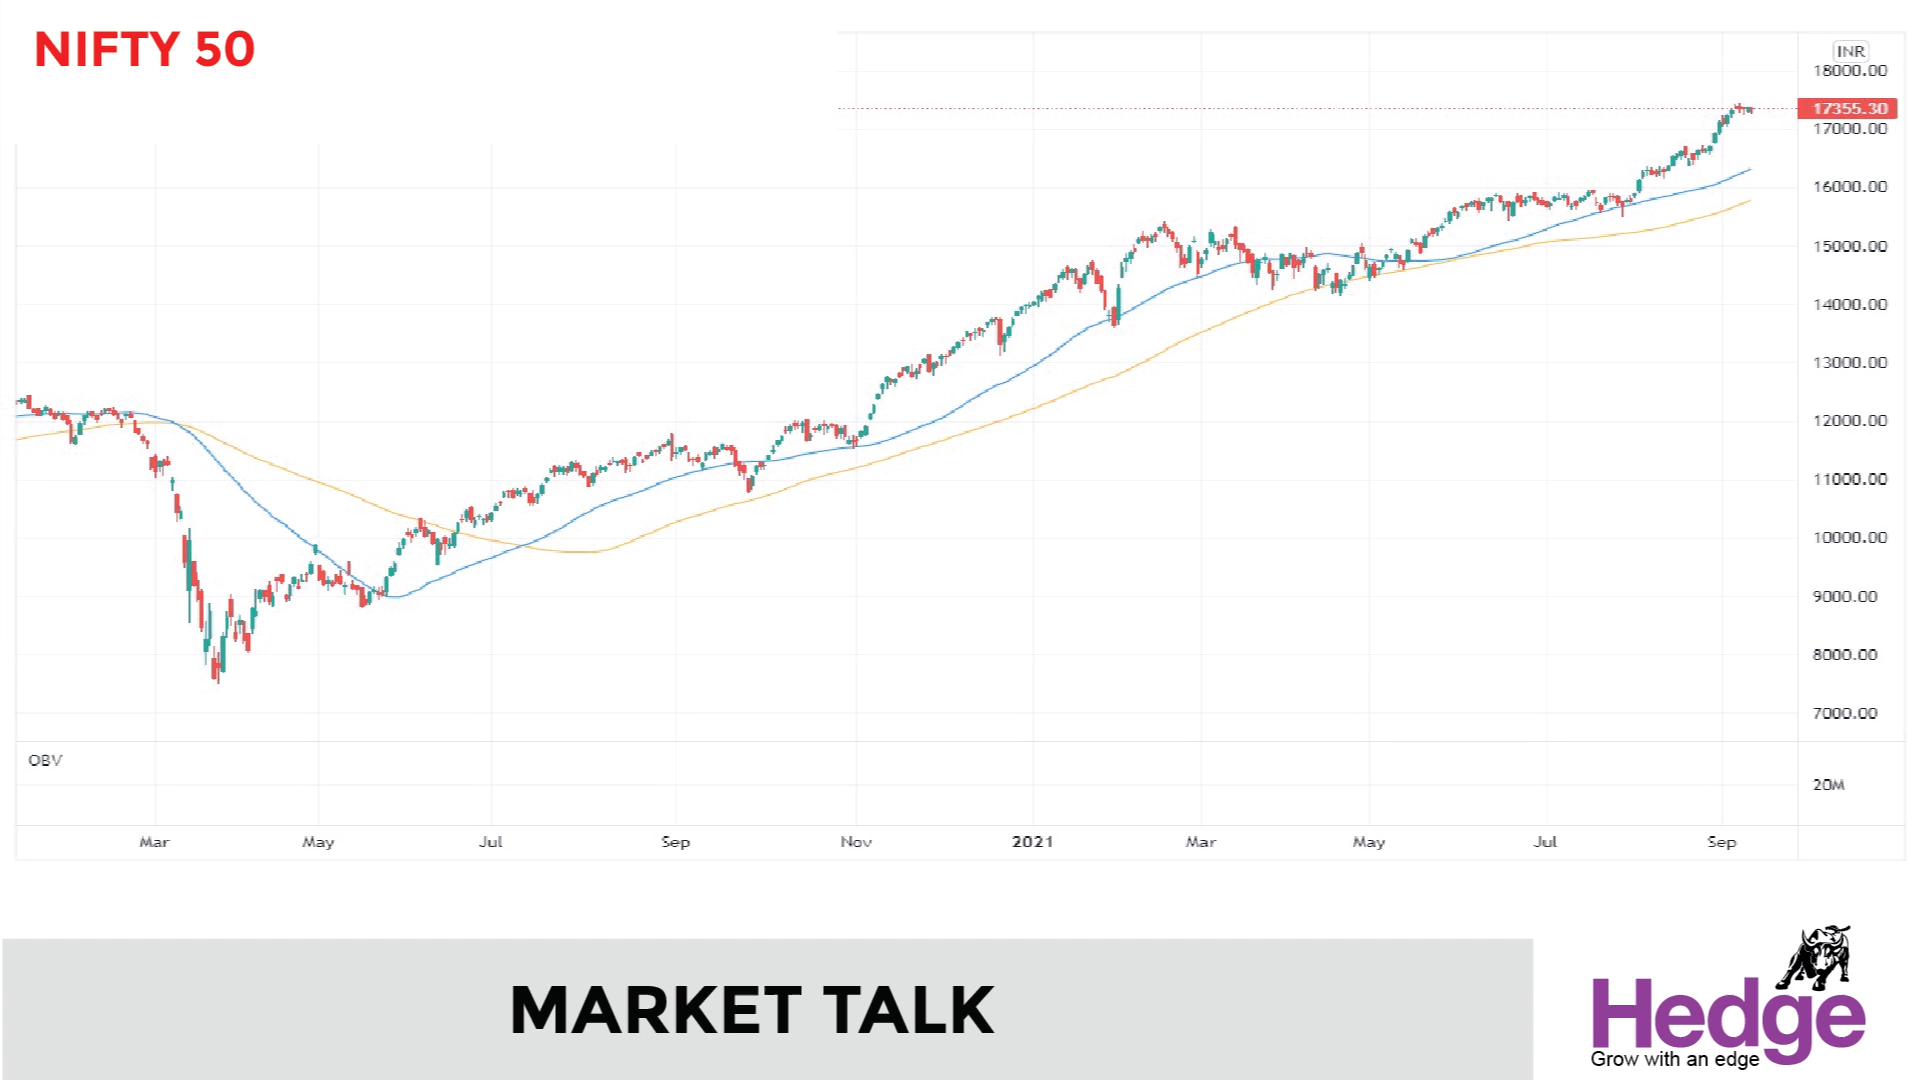 NIFTY 50
INR
18000.00
17355.30
17000.00
16000.00
15000.00
14000.00
13000.00
12000.00
11000.00
10000.00
9000.00
8000.00
7000.00
OBV
20M
Mar May Jul Sep Nov 2021 Mar May Jul Sep
MARKET TALK
Hedge
Grow with an edge